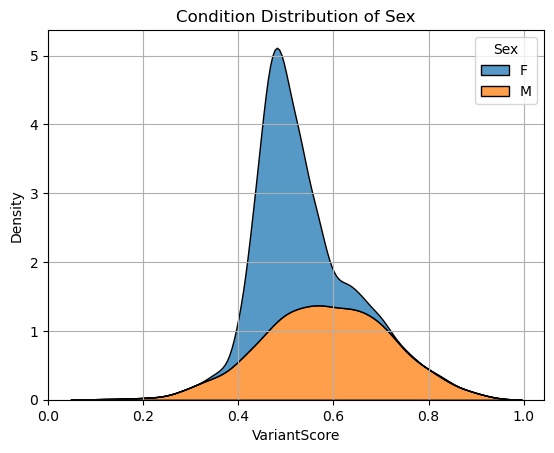 Condition Distribution of Sex
Sex
F
M
Density
5
4
3
2
1
0
0.0 0.2 0.4 0.6 0.8 1.0
VariantScore